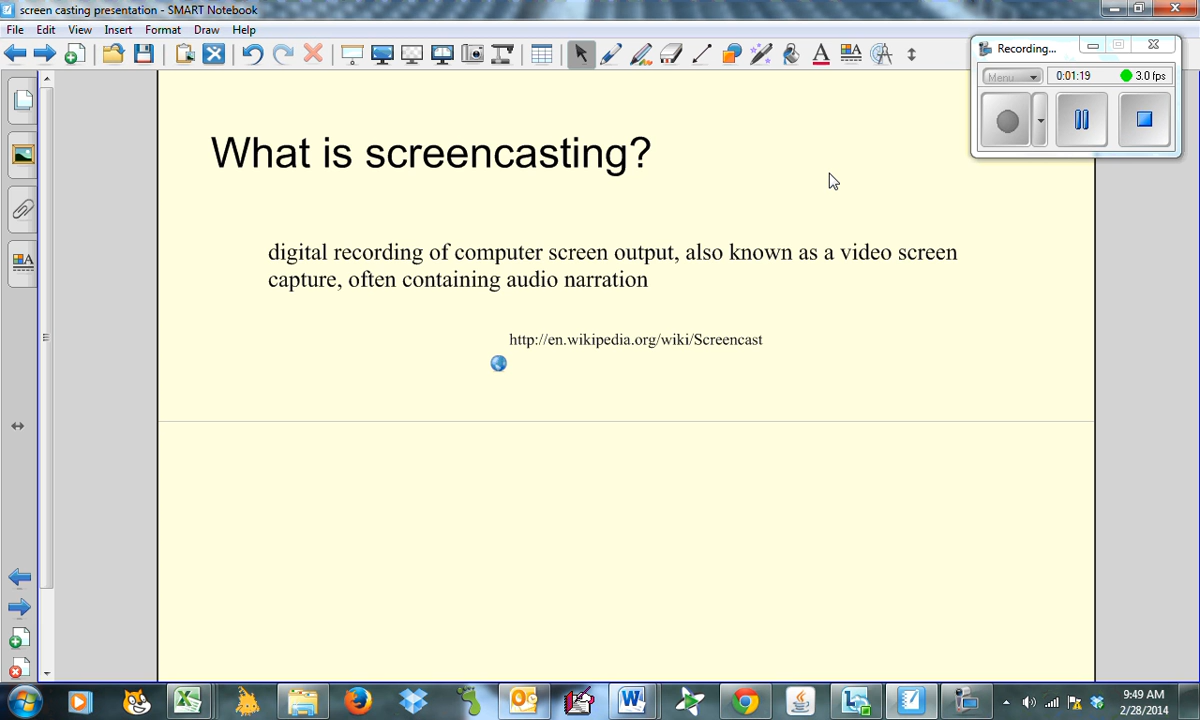 screen casting presentation - SMART Notebook
File Edit View Insert Format Draw Help
Recording...
Menu 0:01:19 3.0 fps
What is screencasting?
digital recording of computer screen output, also known as a video screen
capture, often containing audio narration
http://en.wikipedia.org/wiki/Screencast
9:49 AM
2/28/2014